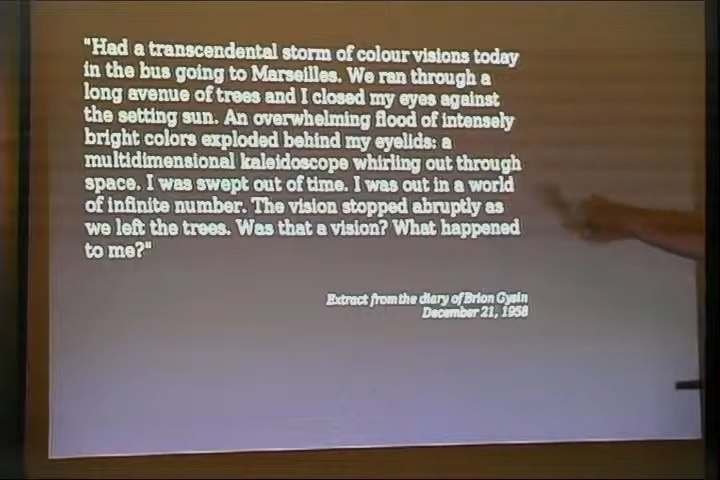 "Had a transcendental storm of colour visions today
in the bus going to Marseilles. We ran through a
long avenue of trees and I closed my eyes against
the setting sun. An overwhelming flood of intensely
bright colors exploded behind my eyelids: a
multidimensional kaleidoscope whirling out through
space. I was swept out of time. I was out in a world
of infinite number. The vision stopped abruptly as
we left the trees. Was that a vision? What happened
to me?"
Extract from the diary of Brion Gysin
December 21, 1958